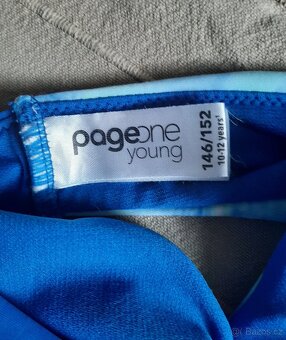 pageone
young
146/152
10-12 years'
Bazos.cz